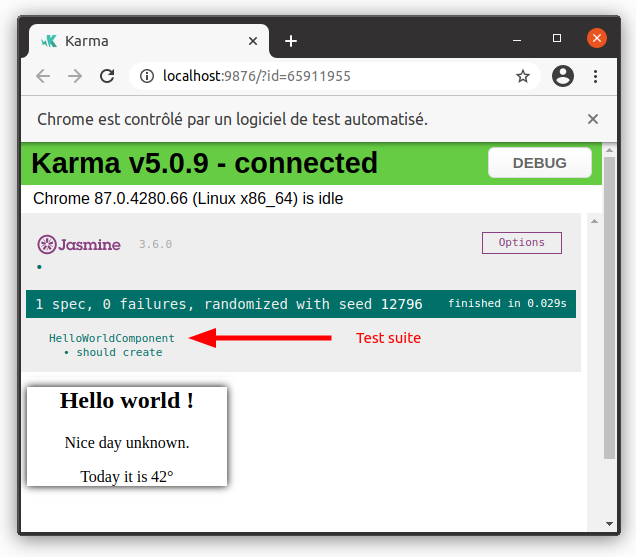 Karma
localhost:9876/?id=65911955
Chrome est contrôlé par un logiciel de test automatisé.
Karma v5.0.9 - connected
DEBUG
Chrome 87.0.4280.66 (Linux x86_64) is idle
Jasmine 3.6.0
Options
•
1 spec, 0 failures, randomized with seed 12796
finished in 0.029s
HelloWorldComponent
• should create
Test suite
Hello world !
Nice day unknown.
Today it is 42°